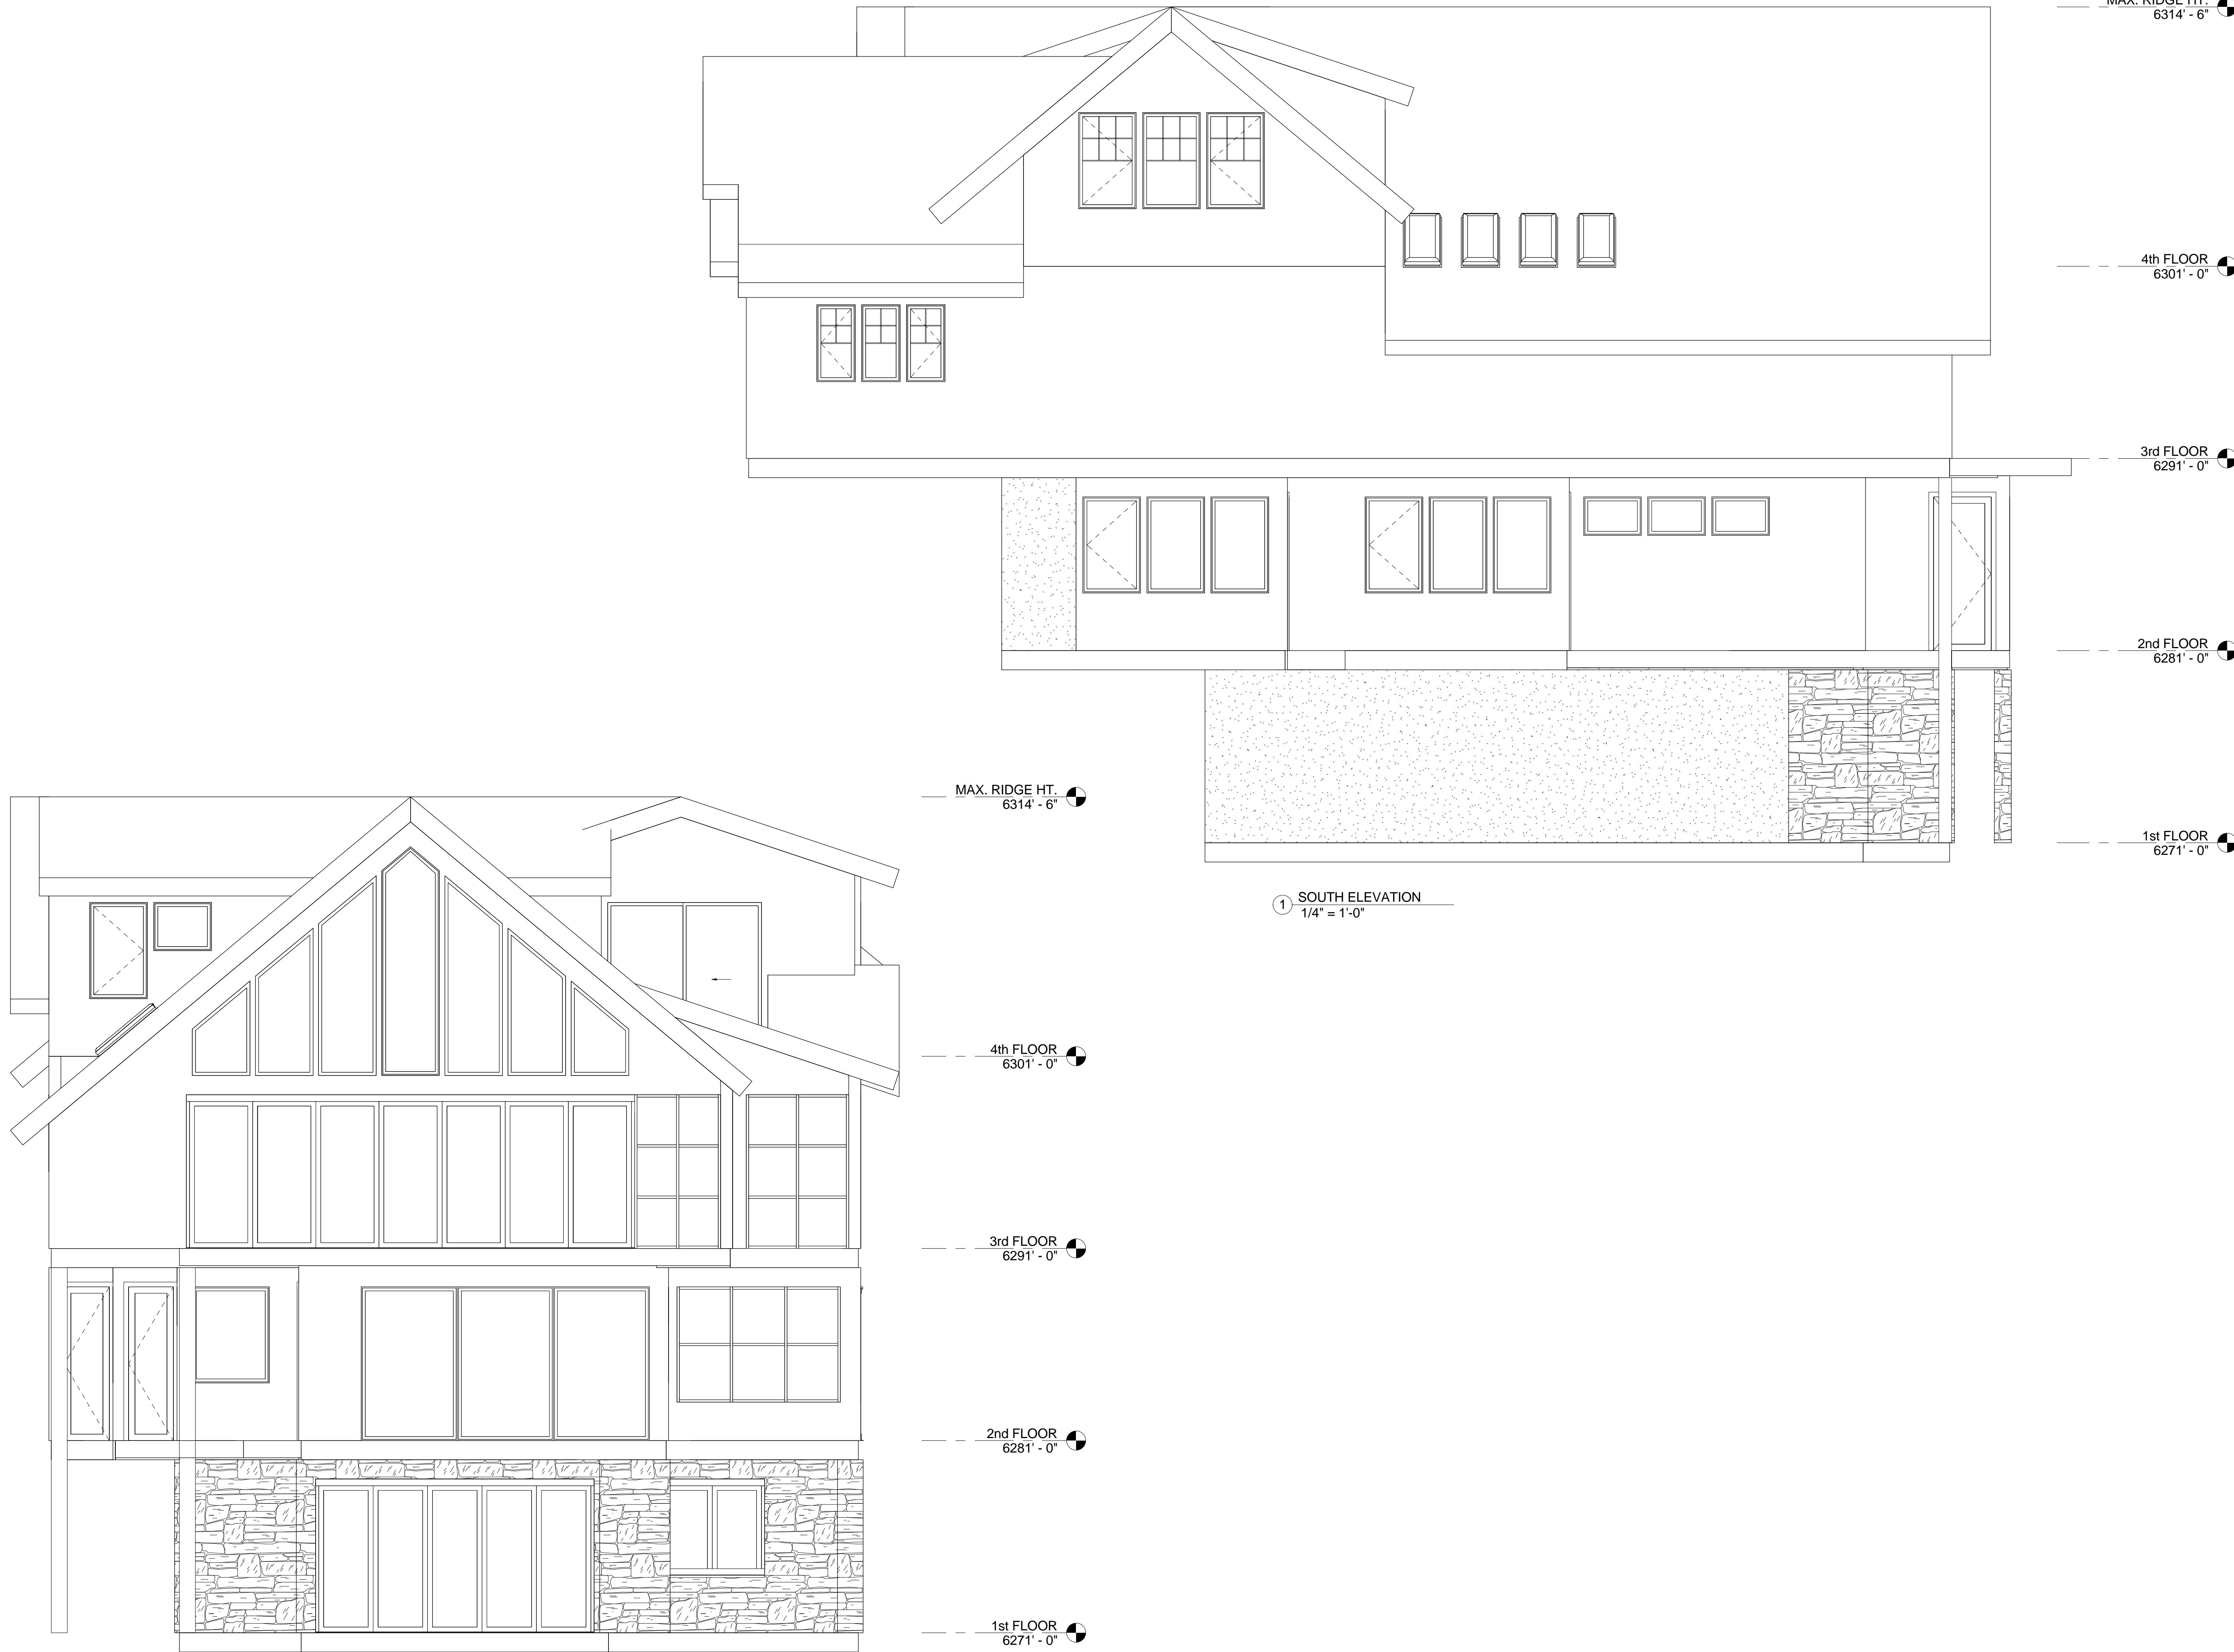 MAX. RIDGE HT.
6314' - 6"
4th FLOOR
6301' - 0"
3rd FLOOR
6291' - 0"
2nd FLOOR
6281' - 0"
1st FLOOR
6271' - 0"
1 SOUTH ELEVATION
1/4" = 1'-0"
MAX. RIDGE HT.
6314' - 6"
4th FLOOR
6301' - 0"
3rd FLOOR
6291' - 0"
2nd FLOOR
6281' - 0"
1st FLOOR
6271' - 0"